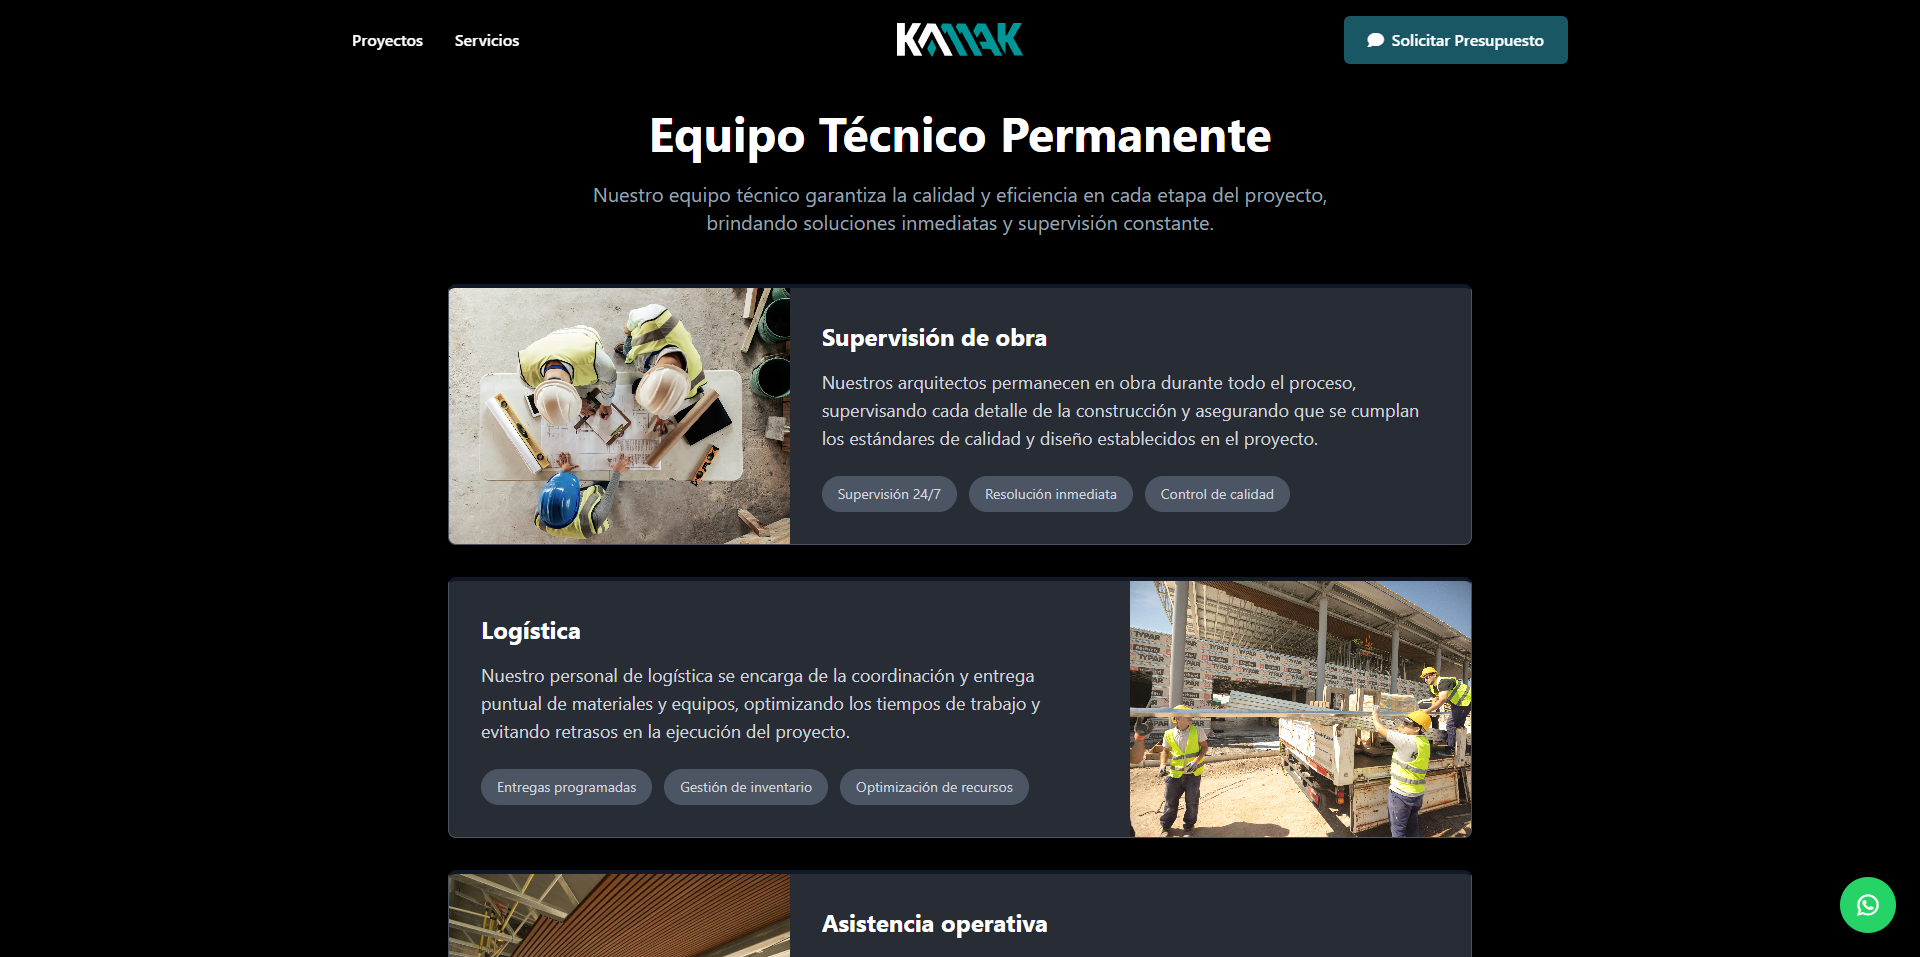 Proyectos
Servicios
KAMAK
Solicitar Presupuesto
Equipo Técnico Permanente
Nuestro equipo técnico garantiza la calidad y eficiencia en cada etapa del proyecto,
brindando soluciones inmediatas y supervisión constante.
Supervisión de obra
Nuestros arquitectos permanecen en obra durante todo el proceso,
supervisando cada detalle de la construcción y asegurando que se cumplan
los estándares de calidad y diseño establecidos en el proyecto.
Supervisión 24/7
Resolución inmediata
Control de calidad
Logística
Nuestro personal de logística se encarga de la coordinación y entrega
puntual de materiales y equipos, optimizando los tiempos de trabajo y
evitando retrasos en la ejecución del proyecto.
Entregas programadas
Gestión de inventario
Optimización de recursos
TYPAR
TYPAR
TYPAR
TYPAR
Asistencia operativa